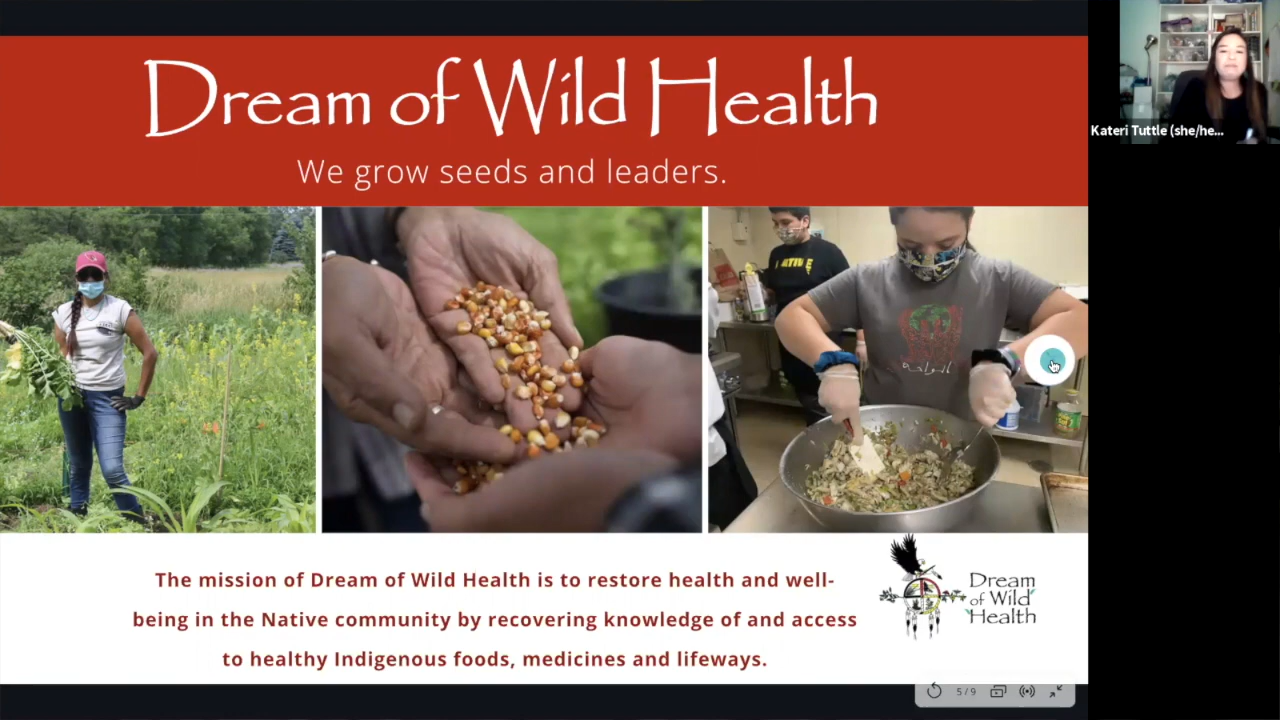 Dream of Wild Health
We grow seeds and leaders.
Kateri Tuttle (she/he...
NATIVE
الواحة
The mission of Dream of Wild Health is to restore health and well-
being in the Native community by recovering knowledge of and access
to healthy Indigenous foods, medicines and lifeways.
Dream
of Wild
Health
5/9